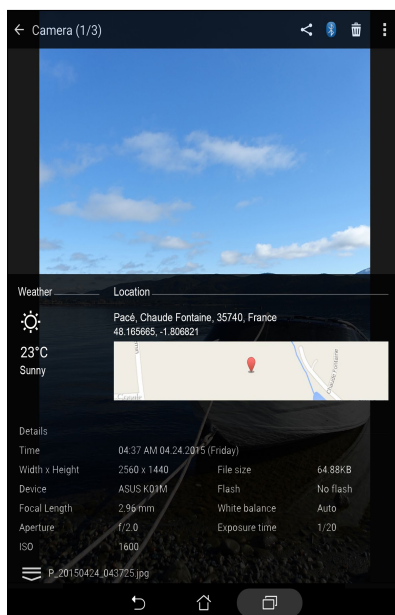 Camera (1/3)
Weather Location
Pacé, Chaude Fontaine, 35740, France
48.165665, -1.806821
23°C
Sunny
Chaude Fontaine
Google
Details
Time 04:37 AM 04.24.2015 (Friday)
Width x Height 2560 x 1440 File size 64.88KB
Device ASUS K01M Flash No flash
Focal Length 2.96 mm White balance Auto
Aperture f/2.0 Exposure time 1/20
ISO 1600
P_20150424_043725.jpg